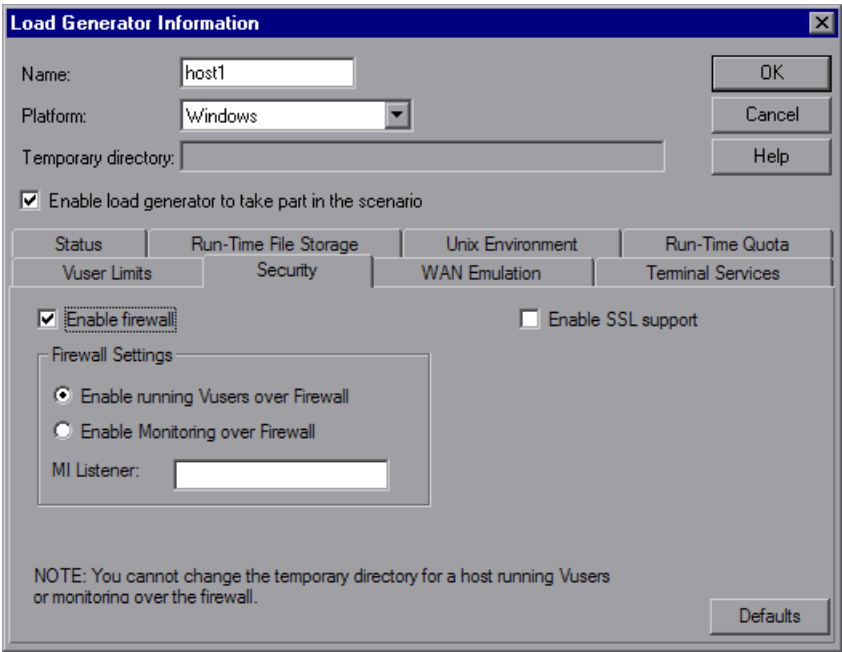 Load Generator Information
Name: host1 OK
Platform: Windows Cancel
Temporary directory: Help
Enable load generator to take part in the scenario
Status Run-Time File Storage Unix Environment Run-Time Quota
Vuser Limits Security WAN Emulation Terminal Services
Enable firewall Enable SSL support
Firewall Settings
Enable running Vusers over Firewall
Enable Monitoring over Firewall
MI Listener:
NOTE: You cannot change the temporary directory for a host running Vusers
or monitoring over the firewall.
Defaults